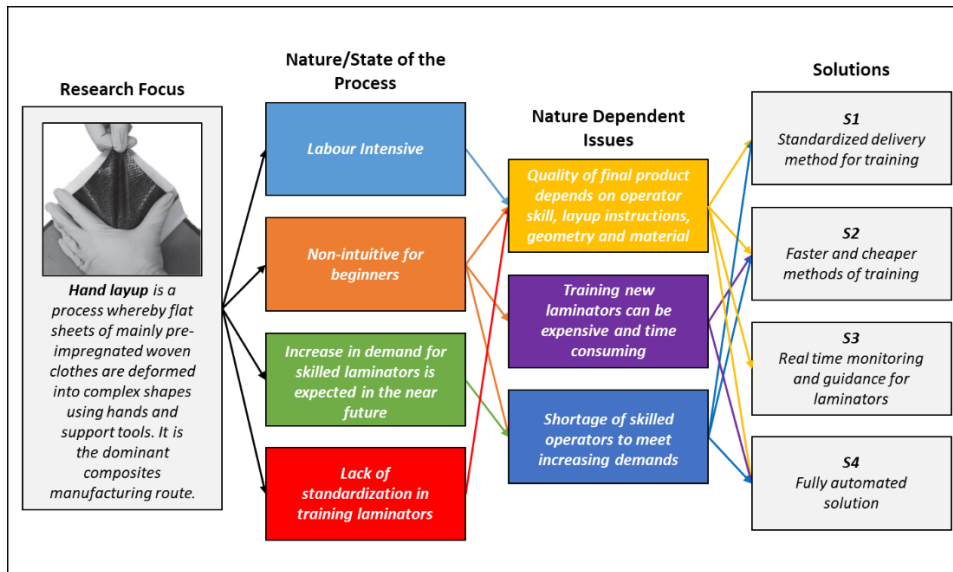 Research Focus
Hand layup is a
process whereby flat
sheets of mainly pre-
impregnated woven
clothes are deformed
into complex shapes
using hands and
support tools. It is
the dominant
composites
manufacturing route.
Nature/State of the
Process
Labour Intensive
Non-intuitive for
beginners
Increase in demand for
skilled laminators is
expected in the near
future
Lack of
standardization in
training laminators
Nature Dependent
Issues
Quality of final product
depends on operator
skill, layup instructions,
geometry and material
Training new
laminators can be
expensive and time
consuming
Shortage of skilled
operators to meet
increasing demands
Solutions
S1
Standardized delivery
method for training
S2
Faster and cheaper
methods of training
S3
Real time monitoring
and guidance for
laminators
S4
Fully automated
solution